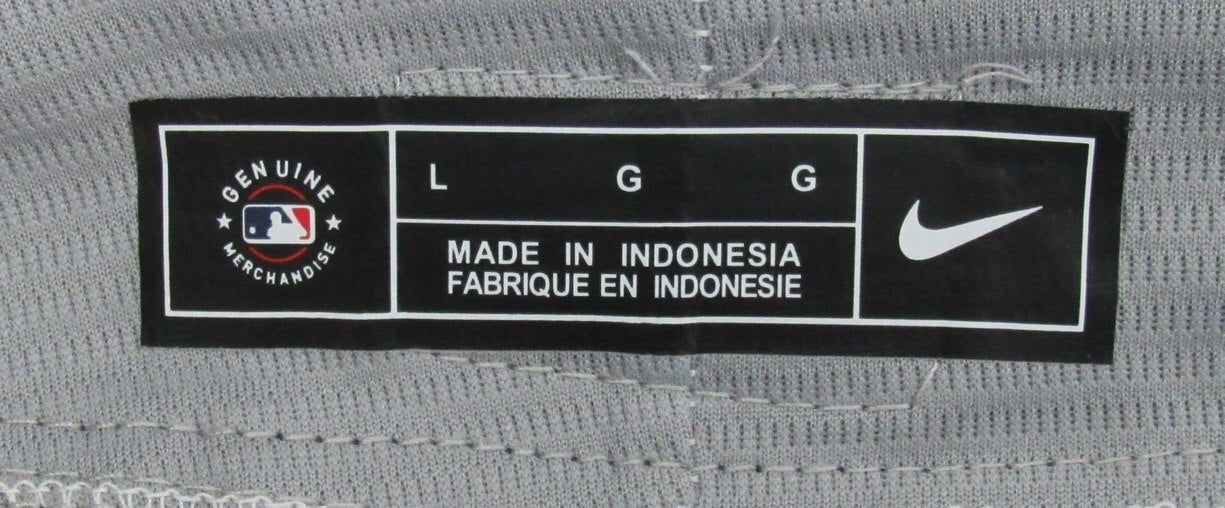 GENUINE
MERCHANDISE
L G G
MADE IN INDONESIA
FABRIQUE EN INDONESIE